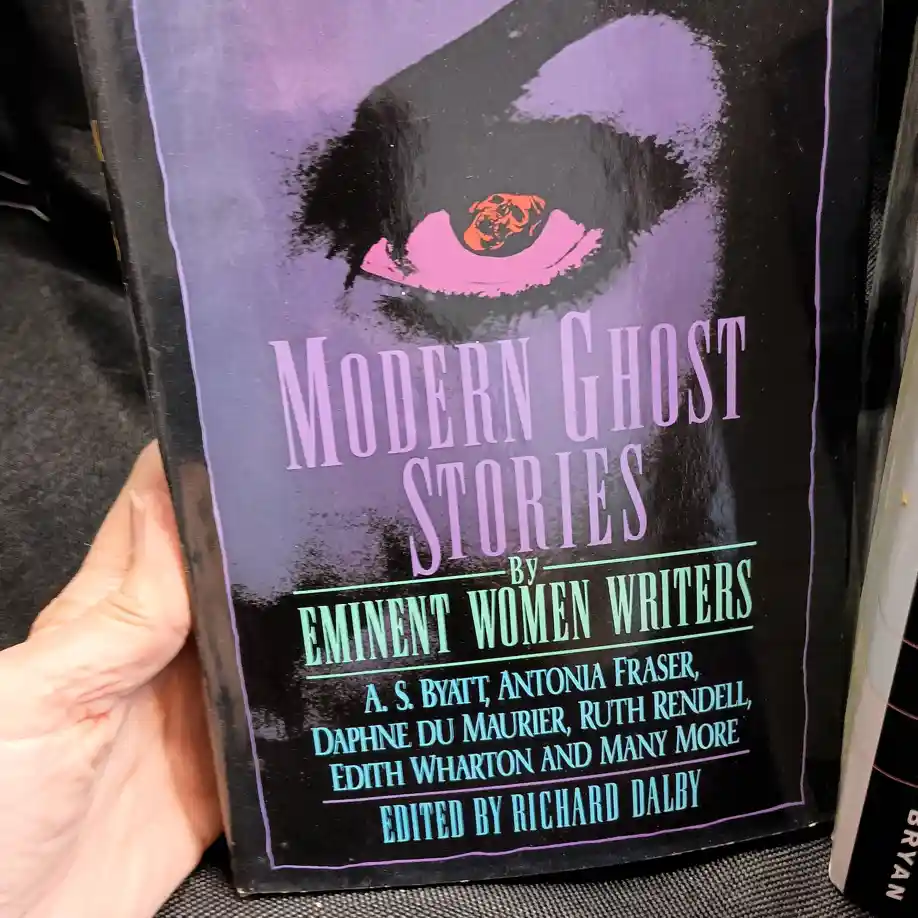 MODERN GHOST
STORIES
By
EMINENT WOMEN WRITERS
A. S. BYATT, ANTONIA FRASER,
DAPHNE DU MAURIER, RUTH RENDELL,
EDITH WHARTON AND MANY MORE
EDITED BY RICHARD DALBY
BRYAN